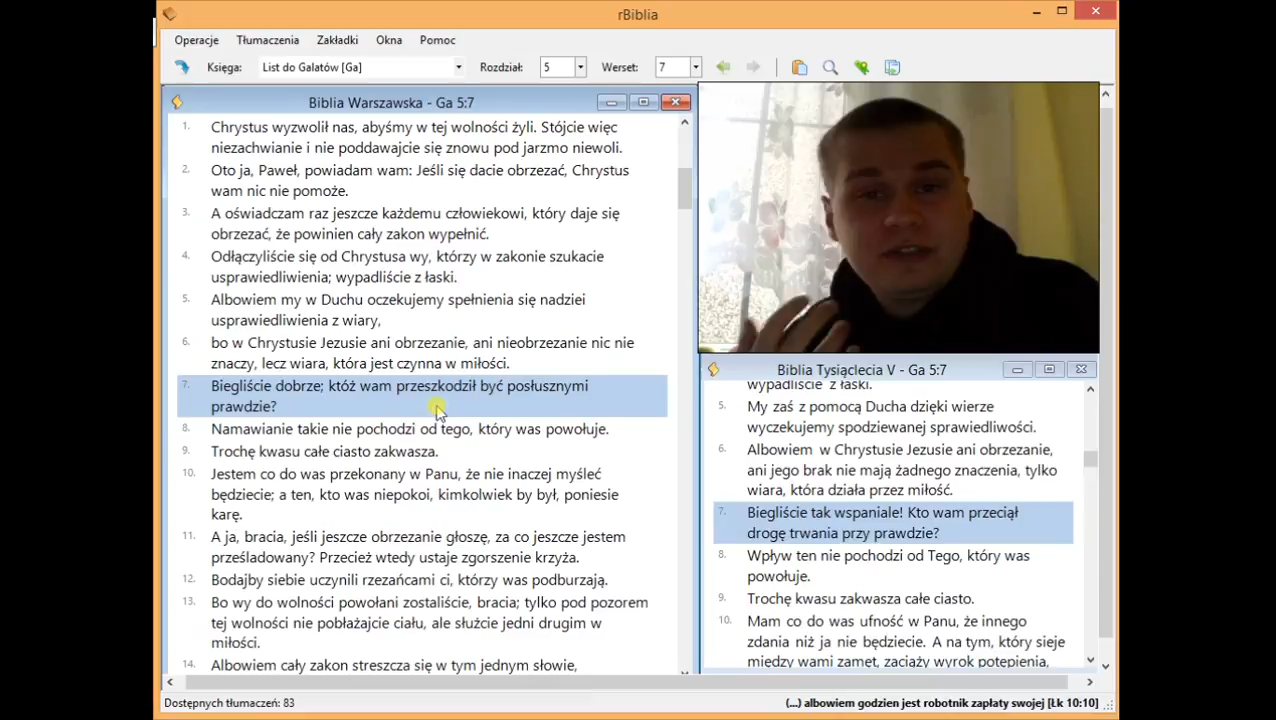 rBiblia
Operacje Tłumaczenia Zakładki Okna Pomoc
Księga: List do Galatów [Ga] Rozdział: 5 Werset: 7
Biblia Warszawska - Ga 5:7
1. Chrystus wyzwolił nas, abyśmy w tej wolności żyli. Stójcie więc
niezachwianie i nie poddawajcie się znowu pod jarzmo niewoli.
2. Oto ja, Paweł, powiadam wam: Jeśli się dacie obrzezać, Chrystus
wam nic nie pomoże.
3. A oświadczam raz jeszcze każdemu człowiekowi, który daje się
obrzezać, że powinien cały zakon wypełnić.
4. Odłączyliście się od Chrystusa wy, którzy w zakonie szukacie
usprawiedliwienia; wypadliście z łaski.
5. Albowiem my w Duchu oczekujemy spełnienia się nadziei
usprawiedliwienia z wiary,
6. bo w Chrystusie Jezusie ani obrzezanie, ani nieobrzezanie nic nie
znaczy, lecz wiara, która jest czynna w miłości.
7. Biegliście dobrze; któż wam przeszkodził być posłusznymi
prawdzie?
8. Namawianie takie nie pochodzi od tego, który was powołuje.
9. Trochę kwasu całe ciasto zakwasza.
10. Jestem co do was przekonany w Panu, że nie inaczej myśleć
będziecie; a ten, kto was niepokoi, kimkolwiek by był, poniesie
karę.
11. A ja, bracia, jeśli jeszcze obrzezanie głoszę, za co jeszcze jestem
prześladowany? Przecież wtedy ustaje zgorszenie krzyża.
12. Bodajby siebie uczynili rzezańcami ci, którzy was podburzają.
13. Bo wy do wolności powołani zostaliście, bracia; tylko pod pozorem
tej wolności nie pobłażajcie ciału, ale służcie jedni drugim w
miłości.
14. Albowiem cały zakon streszcza się w tym jednym słowie,
Biblia Tysiąclecia V - Ga 5:7
wypadliście z łaski.
5. My zaś z pomocą Ducha dzięki wierze
wyczekujemy spodziewanej sprawiedliwości.
6. Albowiem w Chrystusie Jezusie ani obrzezanie,
ani jego brak nie mają żadnego znaczenia, tylko
wiara, która działa przez miłość.
7. Biegliście tak wspaniale! Kto wam przeciął
drogę trwania przy prawdzie?
8. Wpływ ten nie pochodzi od Tego, który was
powołuje.
9. Trochę kwasu zakwasza całe ciasto.
10. Mam co do was ufność w Panu, że innego
zdania niż ja nie będziecie. A na tym, który sieje
między wami zamęt, zaciąży wyrok potępienia,
Dostępnych tłumaczeń: 83
(...) albowiem godzien jest robotnik zapłaty swojej [Łk 10:10]